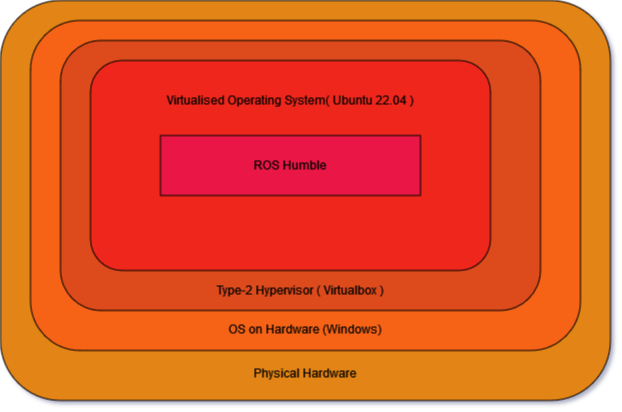 Virtualised Operating System( Ubuntu 22.04 )
ROS Humble
Type-2 Hypervisor ( Virtualbox )
OS on Hardware (Windows)
Physical Hardware